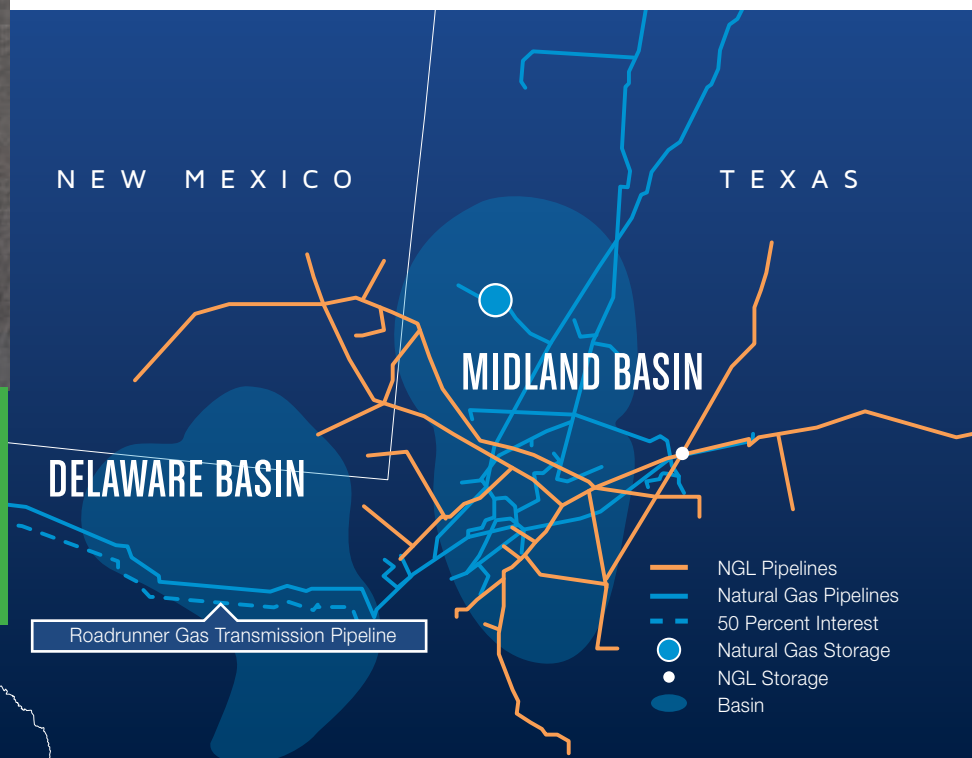 NEW MEXICO
TEXAS
MIDLAND BASIN
DELAWARE BASIN
Roadrunner Gas Transmission Pipeline
NGL Pipelines
Natural Gas Pipelines
50 Percent Interest
Natural Gas Storage
NGL Storage
Basin